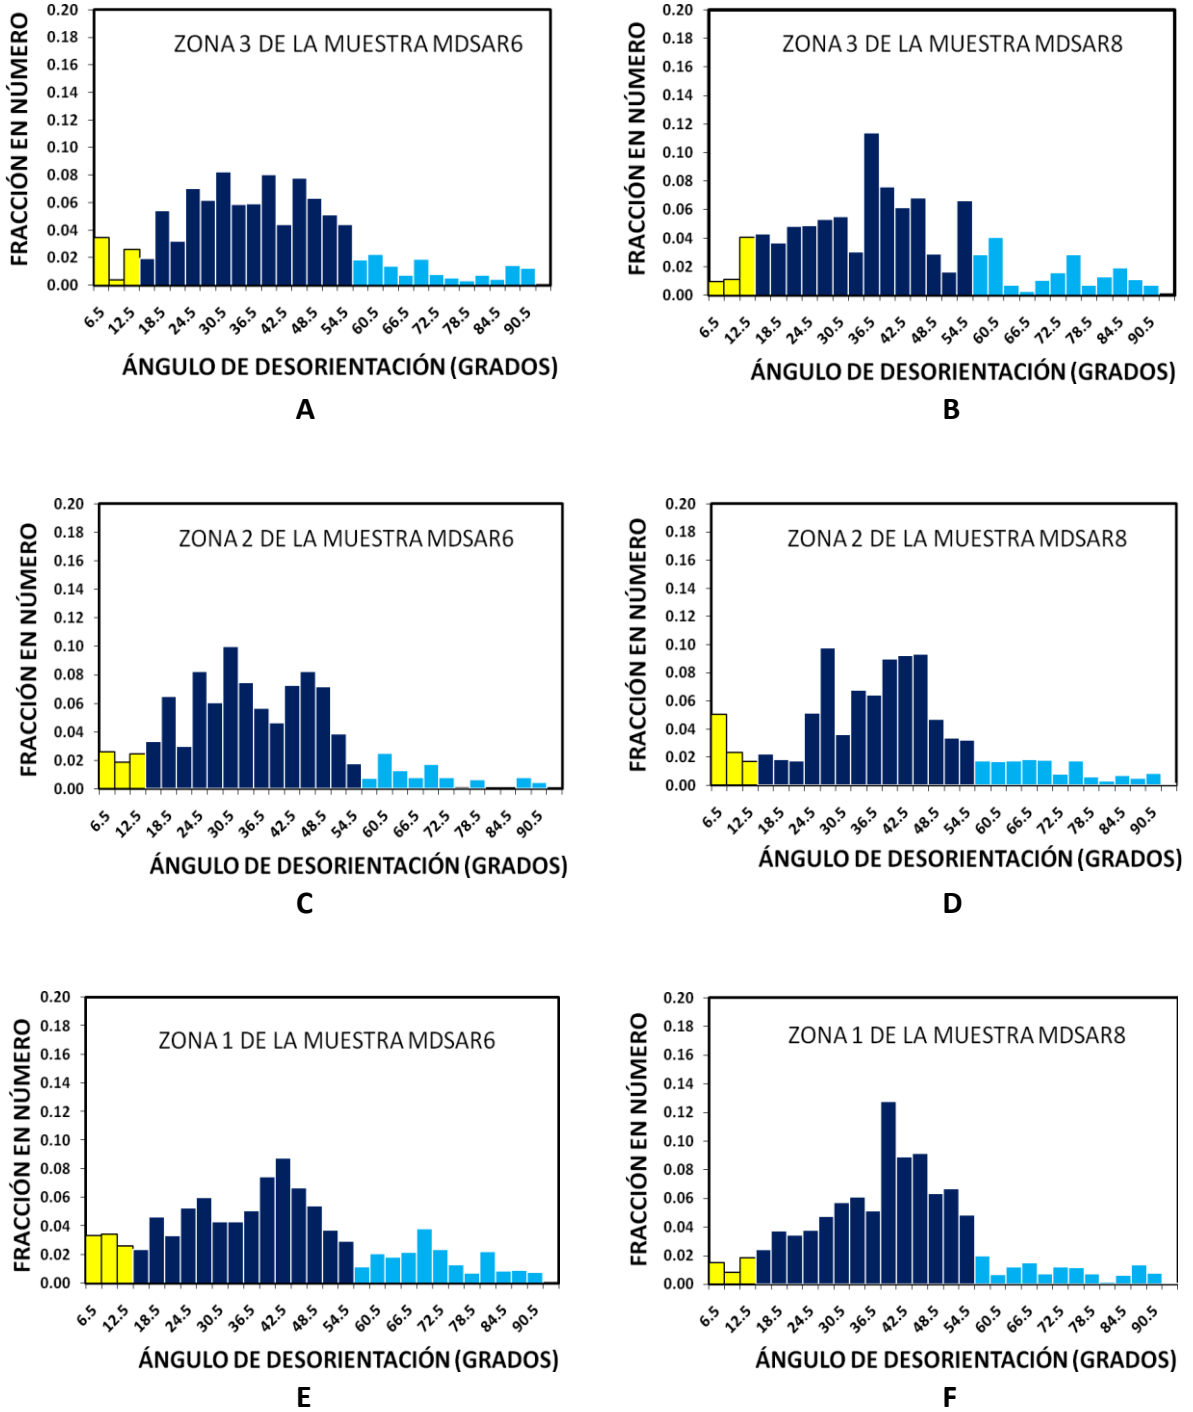 ZONA 3 DE LA MUESTRA MDSAR6
FRACCIÓN EN NÚMERO
0.20
0.18
0.16
0.14
0.12
0.10
0.08
0.06
0.04
0.02
0.00
6.5 12.5 18.5 24.5 30.5 36.5 42.5 48.5 54.5 60.5 66.5 72.5 78.5 84.5 90.5
ÁNGULO DE DESORIENTACIÓN (GRADOS)
A
ZONA 3 DE LA MUESTRA MDSAR8
FRACCIÓN EN NÚMERO
0.20
0.18
0.16
0.14
0.12
0.10
0.08
0.06
0.04
0.02
0.00
6.5 12.5 18.5 24.5 30.5 36.5 42.5 48.5 54.5 60.5 66.5 72.5 78.5 84.5 90.5
ÁNGULO DE DESORIENTACIÓN (GRADOS)
B
ZONA 2 DE LA MUESTRA MDSAR6
FRACCIÓN EN NÚMERO
0.20
0.18
0.16
0.14
0.12
0.10
0.08
0.06
0.04
0.02
0.00
6.5 12.5 18.5 24.5 30.5 36.5 42.5 48.5 54.5 60.5 66.5 72.5 78.5 84.5 90.5
ÁNGULO DE DESORIENTACIÓN (GRADOS)
C
ZONA 2 DE LA MUESTRA MDSAR8
FRACCIÓN EN NÚMERO
0.20
0.18
0.16
0.14
0.12
0.10
0.08
0.06
0.04
0.02
0.00
6.5 12.5 18.5 24.5 30.5 36.5 42.5 48.5 54.5 60.5 66.5 72.5 78.5 84.5 90.5
ÁNGULO DE DESORIENTACIÓN (GRADOS)
D
ZONA 1 DE LA MUESTRA MDSAR6
FRACCIÓN EN NÚMERO
0.20
0.18
0.16
0.14
0.12
0.10
0.08
0.06
0.04
0.02
0.00
6.5 12.5 18.5 24.5 30.5 36.5 42.5 48.5 54.5 60.5 66.5 72.5 78.5 84.5 90.5
ÁNGULO DE DESORIENTACIÓN (GRADOS)
E
ZONA 1 DE LA MUESTRA MDSAR8
FRACCIÓN EN NÚMERO
0.20
0.18
0.16
0.14
0.12
0.10
0.08
0.06
0.04
0.02
0.00
6.5 12.5 18.5 24.5 30.5 36.5 42.5 48.5 54.5 60.5 66.5 72.5 78.5 84.5 90.5
ÁNGULO DE DESORIENTACIÓN (GRADOS)
F